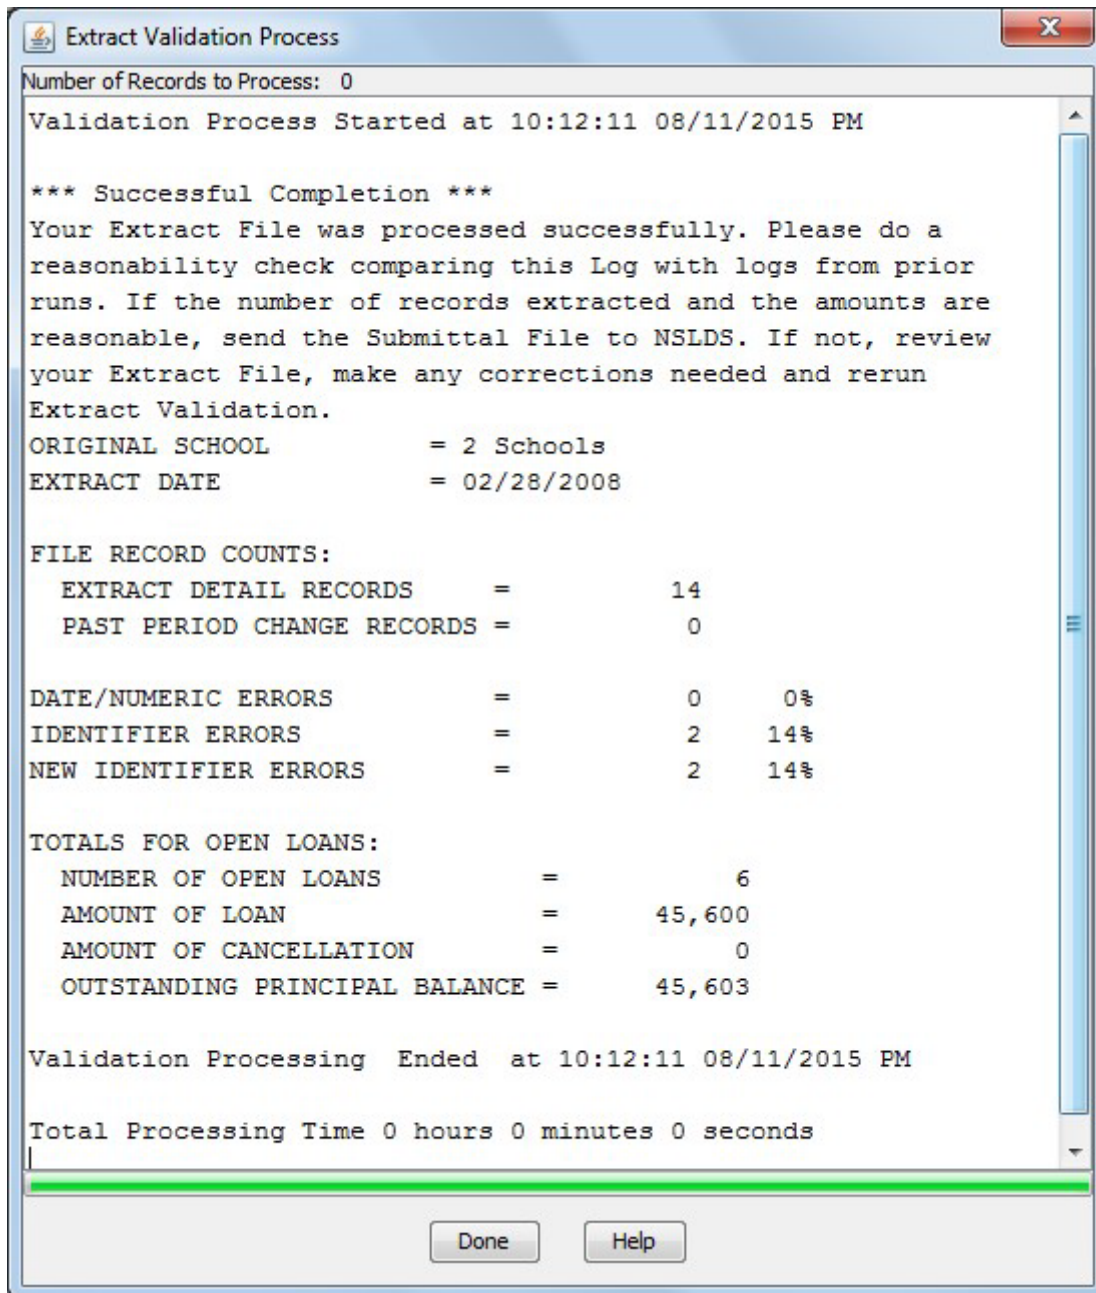 Extract Validation Process
Number of Records to Process: 0
Validation Process Started at 10:12:11 08/11/2015 PM
*** Successful Completion ***
Your Extract File was processed successfully. Please do a
reasonability check comparing this Log with logs from prior
runs. If the number of records extracted and the amounts are
reasonable, send the Submittal File to NSLDS. If not, review
your Extract File, make any corrections needed and rerun
Extract Validation.
ORIGINAL SCHOOL = 2 Schools
EXTRACT DATE = 02/28/2008
FILE RECORD COUNTS:
EXTRACT DETAIL RECORDS = 14
PAST PERIOD CHANGE RECORDS = 0
DATE/NUMERIC ERRORS = 0 0%
IDENTIFIER ERRORS = 2 14%
NEW IDENTIFIER ERRORS = 2 14%
TOTALS FOR OPEN LOANS:
NUMBER OF OPEN LOANS = 6
AMOUNT OF LOAN = 45,600
AMOUNT OF CANCELLATION = 0
OUTSTANDING PRINCIPAL BALANCE = 45,603
Validation Processing Ended at 10:12:11 08/11/2015 PM
Total Processing Time 0 hours 0 minutes 0 seconds
Done Help